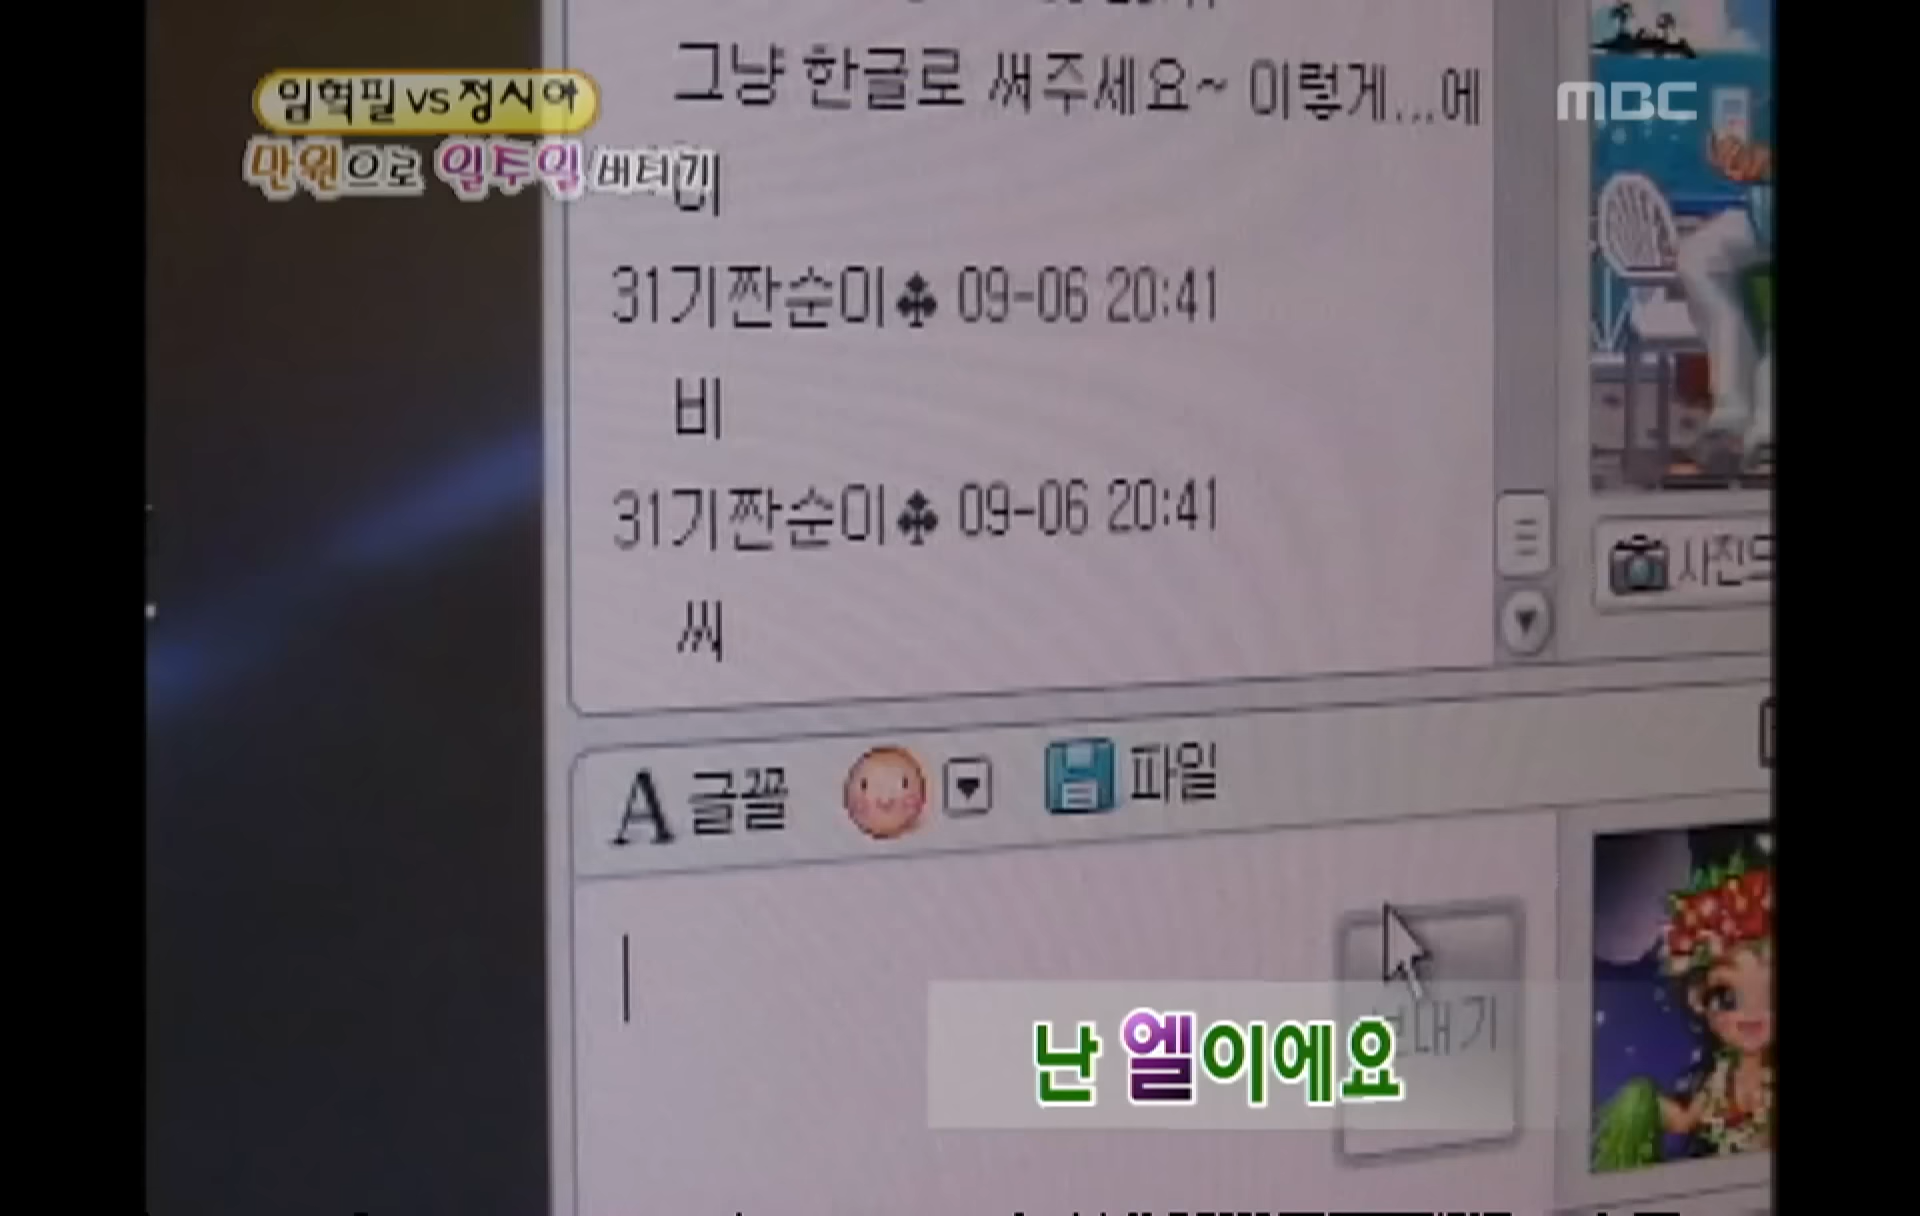 임혁필 vs 정시아
만원으로 일투일 버티기
MBC
그냥 한글로 써주세요~ 이렇게...에
이
31기짠순이♣ 09-06 20:41
비
31기짠순이♣ 09-06 20:41
씨
사진
A 글꼴 파일
보내기
난 엘이에요